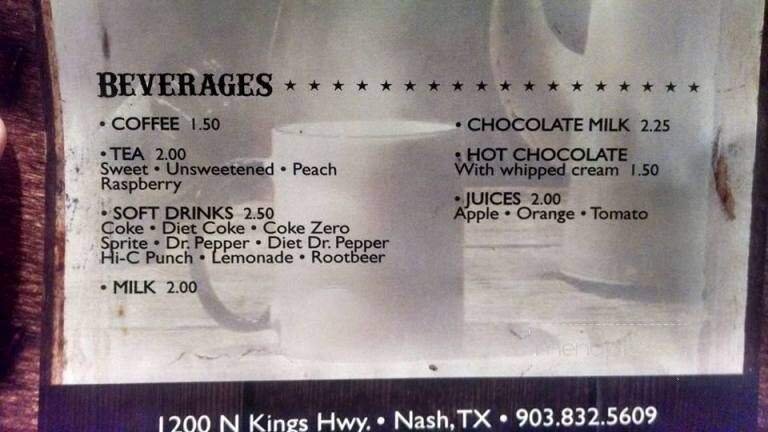 BEVERAGES ★ ★ ★ ★ ★ ★ ★ ★ ★ ★ ★ ★ ★ ★ ★ ★ ★ ★
• COFFEE 1.50
• TEA 2.00
Sweet • Unsweetened • Peach
Raspberry
• SOFT DRINKS 2.50
Coke • Diet Coke • Coke Zero
Sprite • Dr. Pepper • Diet Dr. Pepper
Hi-C Punch • Lemonade • Rootbeer
• MILK 2.00
• CHOCOLATE MILK 2.25
• HOT CHOCOLATE
With whipped cream 1.50
• JUICES 2.00
Apple • Orange • Tomato
1200 N Kings Hwy. • Nash, TX • 903.832.5609